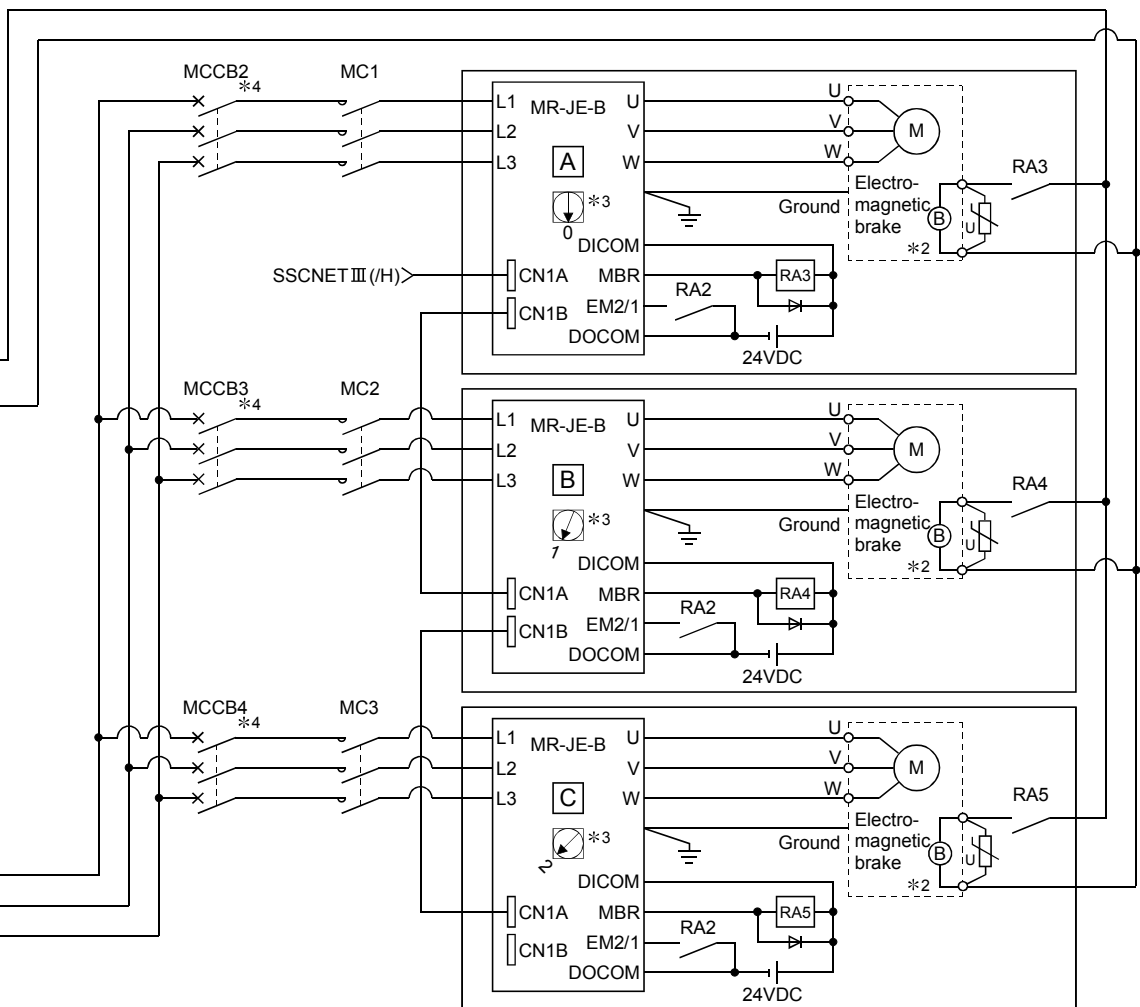 MCCB2
*4
MC1
L1
L2
L3
MR-JE-B
A
*3
0
U
V
W
U
V
W
M
Ground
Electro-
magnetic
brake
*2
B
U
RA3
SSCNETⅢ(/H)
CN1A
CN1B
DICOM
MBR
EM2/1
DOCOM
RA3
RA2
24VDC
MCCB3
*4
MC2
L1
L2
L3
MR-JE-B
B
*3
1
U
V
W
U
V
W
M
Ground
Electro-
magnetic
brake
*2
B
U
RA4
CN1A
CN1B
DICOM
MBR
EM2/1
DOCOM
RA4
RA2
24VDC
MCCB4
*4
MC3
L1
L2
L3
MR-JE-B
C
*3
2
U
V
W
U
V
W
M
Ground
Electro-
magnetic
brake
*2
B
U
RA5
CN1A
CN1B
DICOM
MBR
EM2/1
DOCOM
RA5
RA2
24VDC